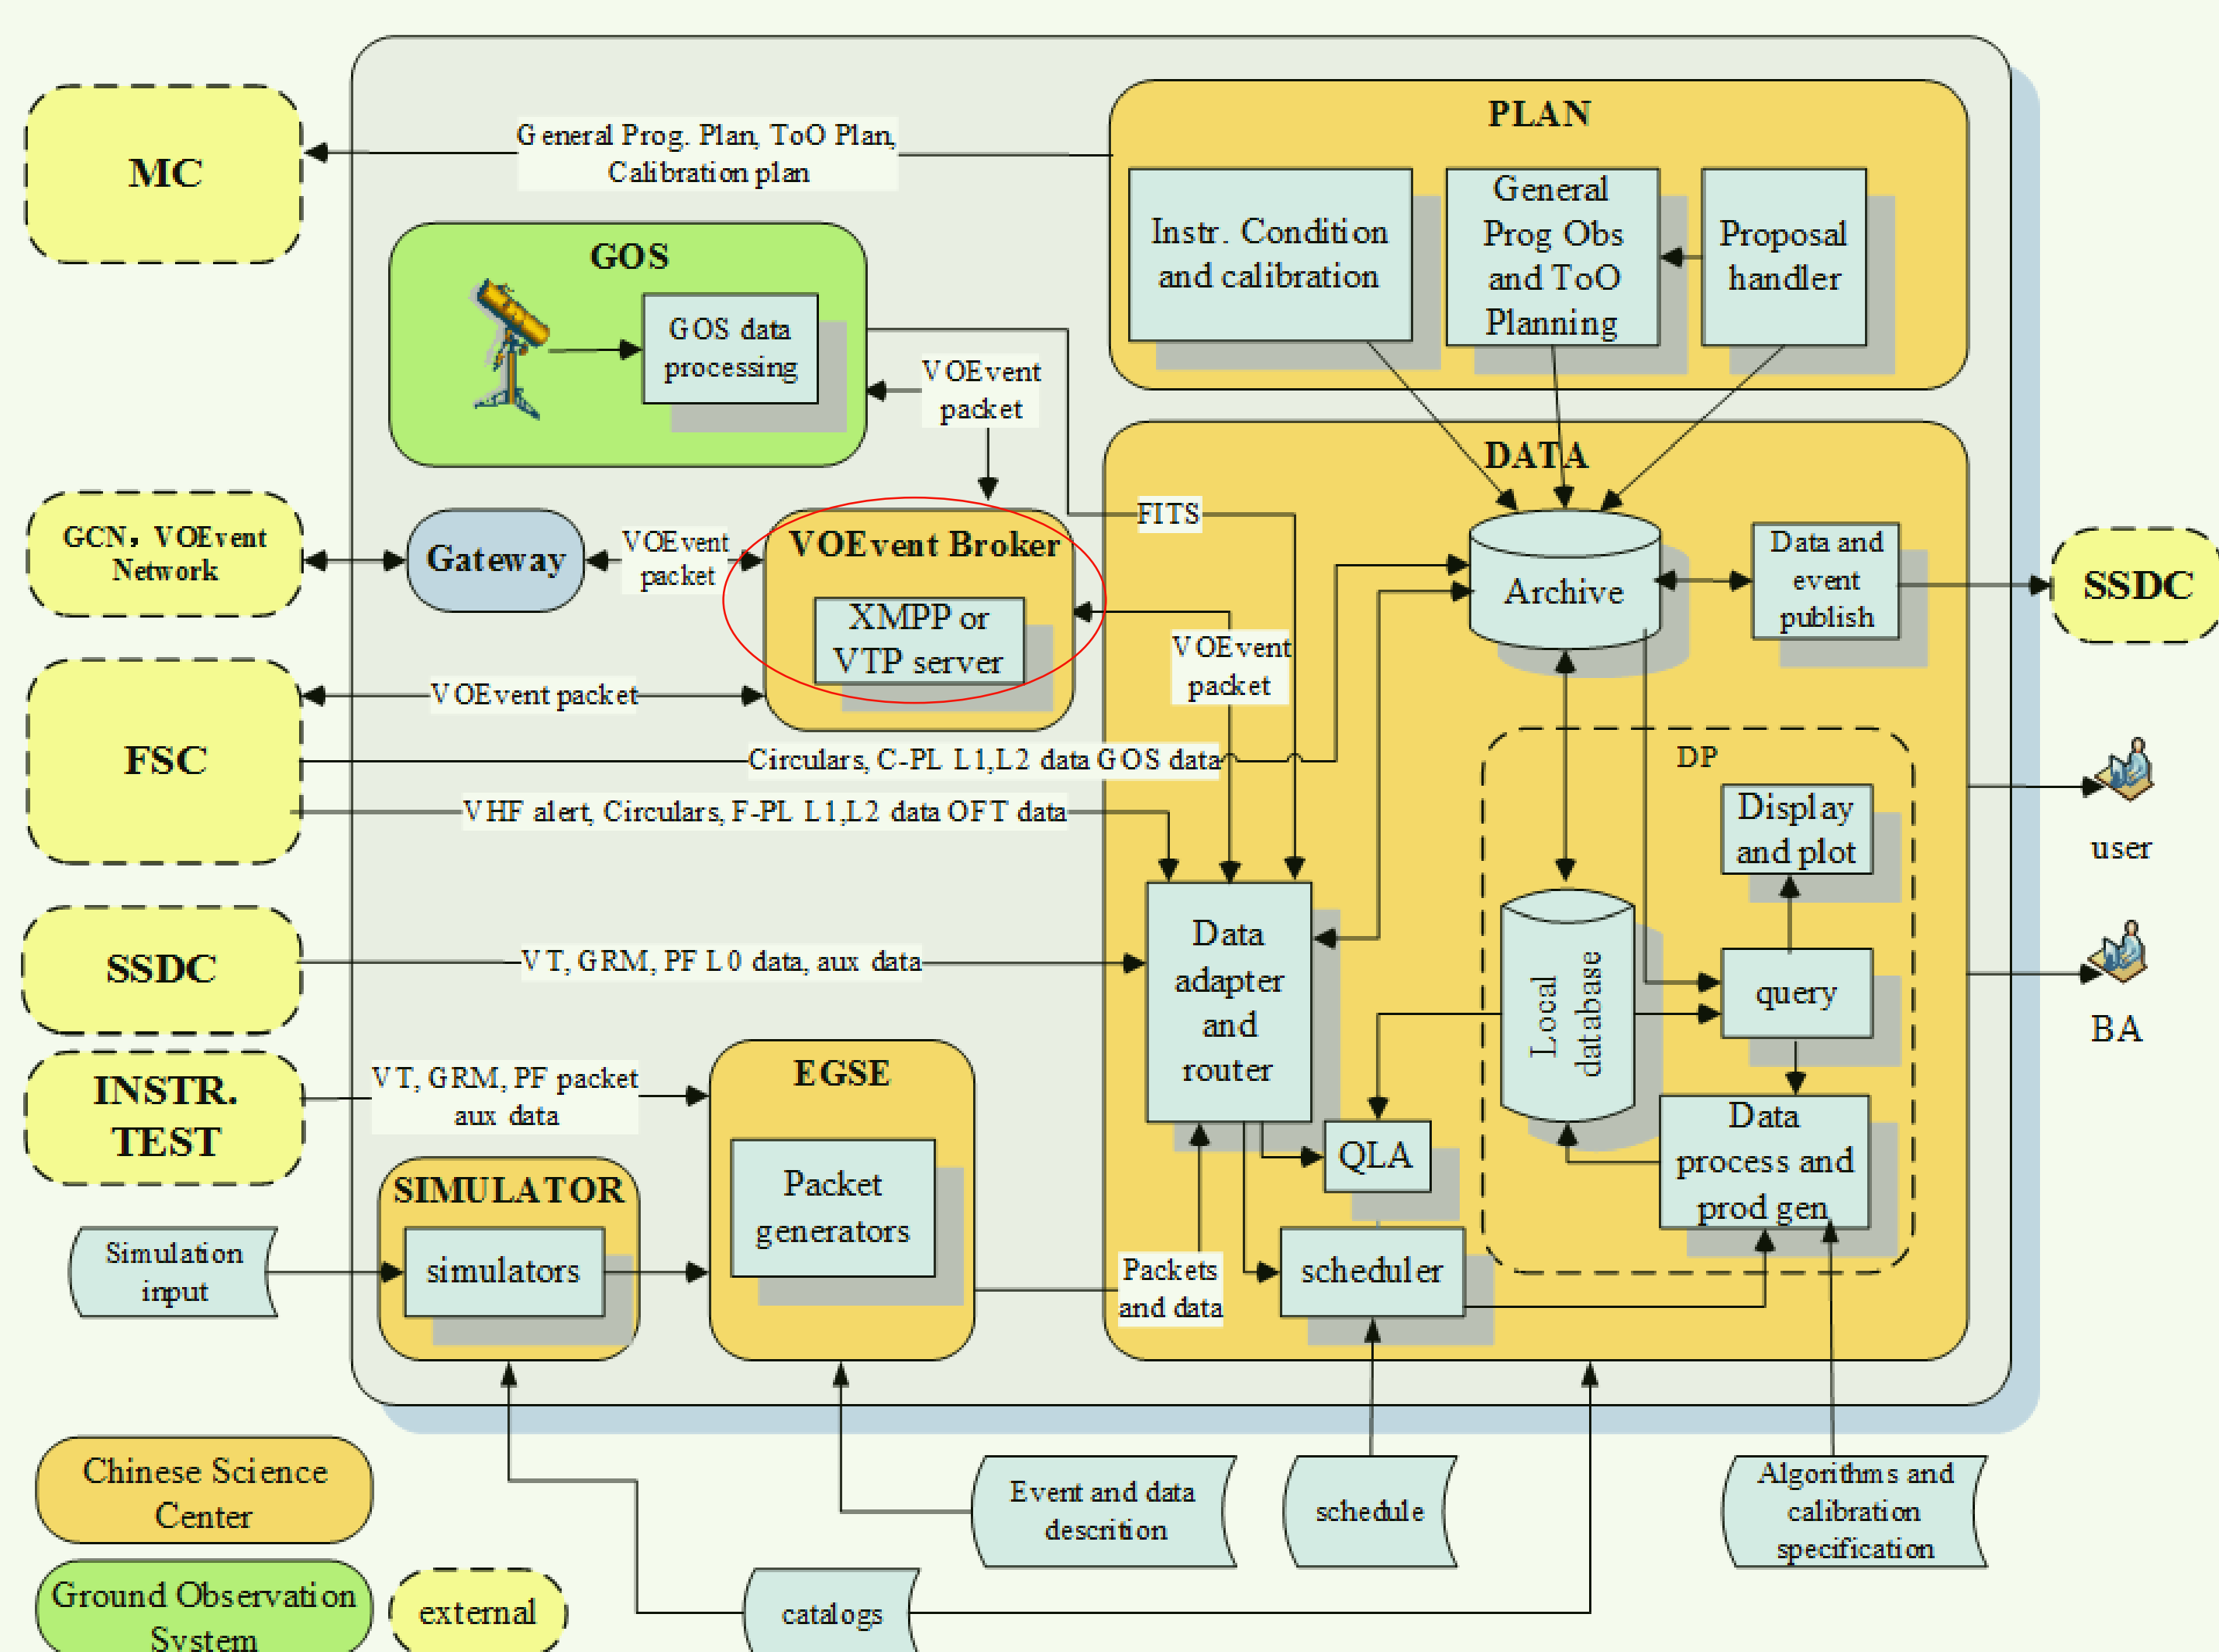 PLAN
MC
General Prog. Plan, ToO Plan,
Calibration plan
Instr. Condition
and calibration
General
Prog Obs
and ToO
Planning
Proposal
handler
GOS
GOS data
processing
VOEvent
packet
DATA
FITS
GCN，VOEvent
Network
Gateway
VOEvent
packet
VOEvent Broker
XMPP or
VTP server
Archive
Data and
event
publish
SSDC
VOEvent
packet
FSC
VOEvent packet
Circulars, C-PL L1,L2 data GOS data
VHF alert, Circulars, F-PL L1,L2 data OFT data
DP
Display
and plot
user
SSDC
VT, GRM, PF L0 data, aux data
Data
adapter
and
router
Local
database
query
BA
INSTR.
TEST
VT, GRM, PF packet
aux data
EGSE
Packet
generators
QLA
Data
process and
prod gen
SIMULATOR
simulators
Simulation
input
Packets
and data
scheduler
Chinese Science
Center
Event and data
descrition
schedule
Algorithms and
calibration
specification
Ground Observation
System
external
catalogs